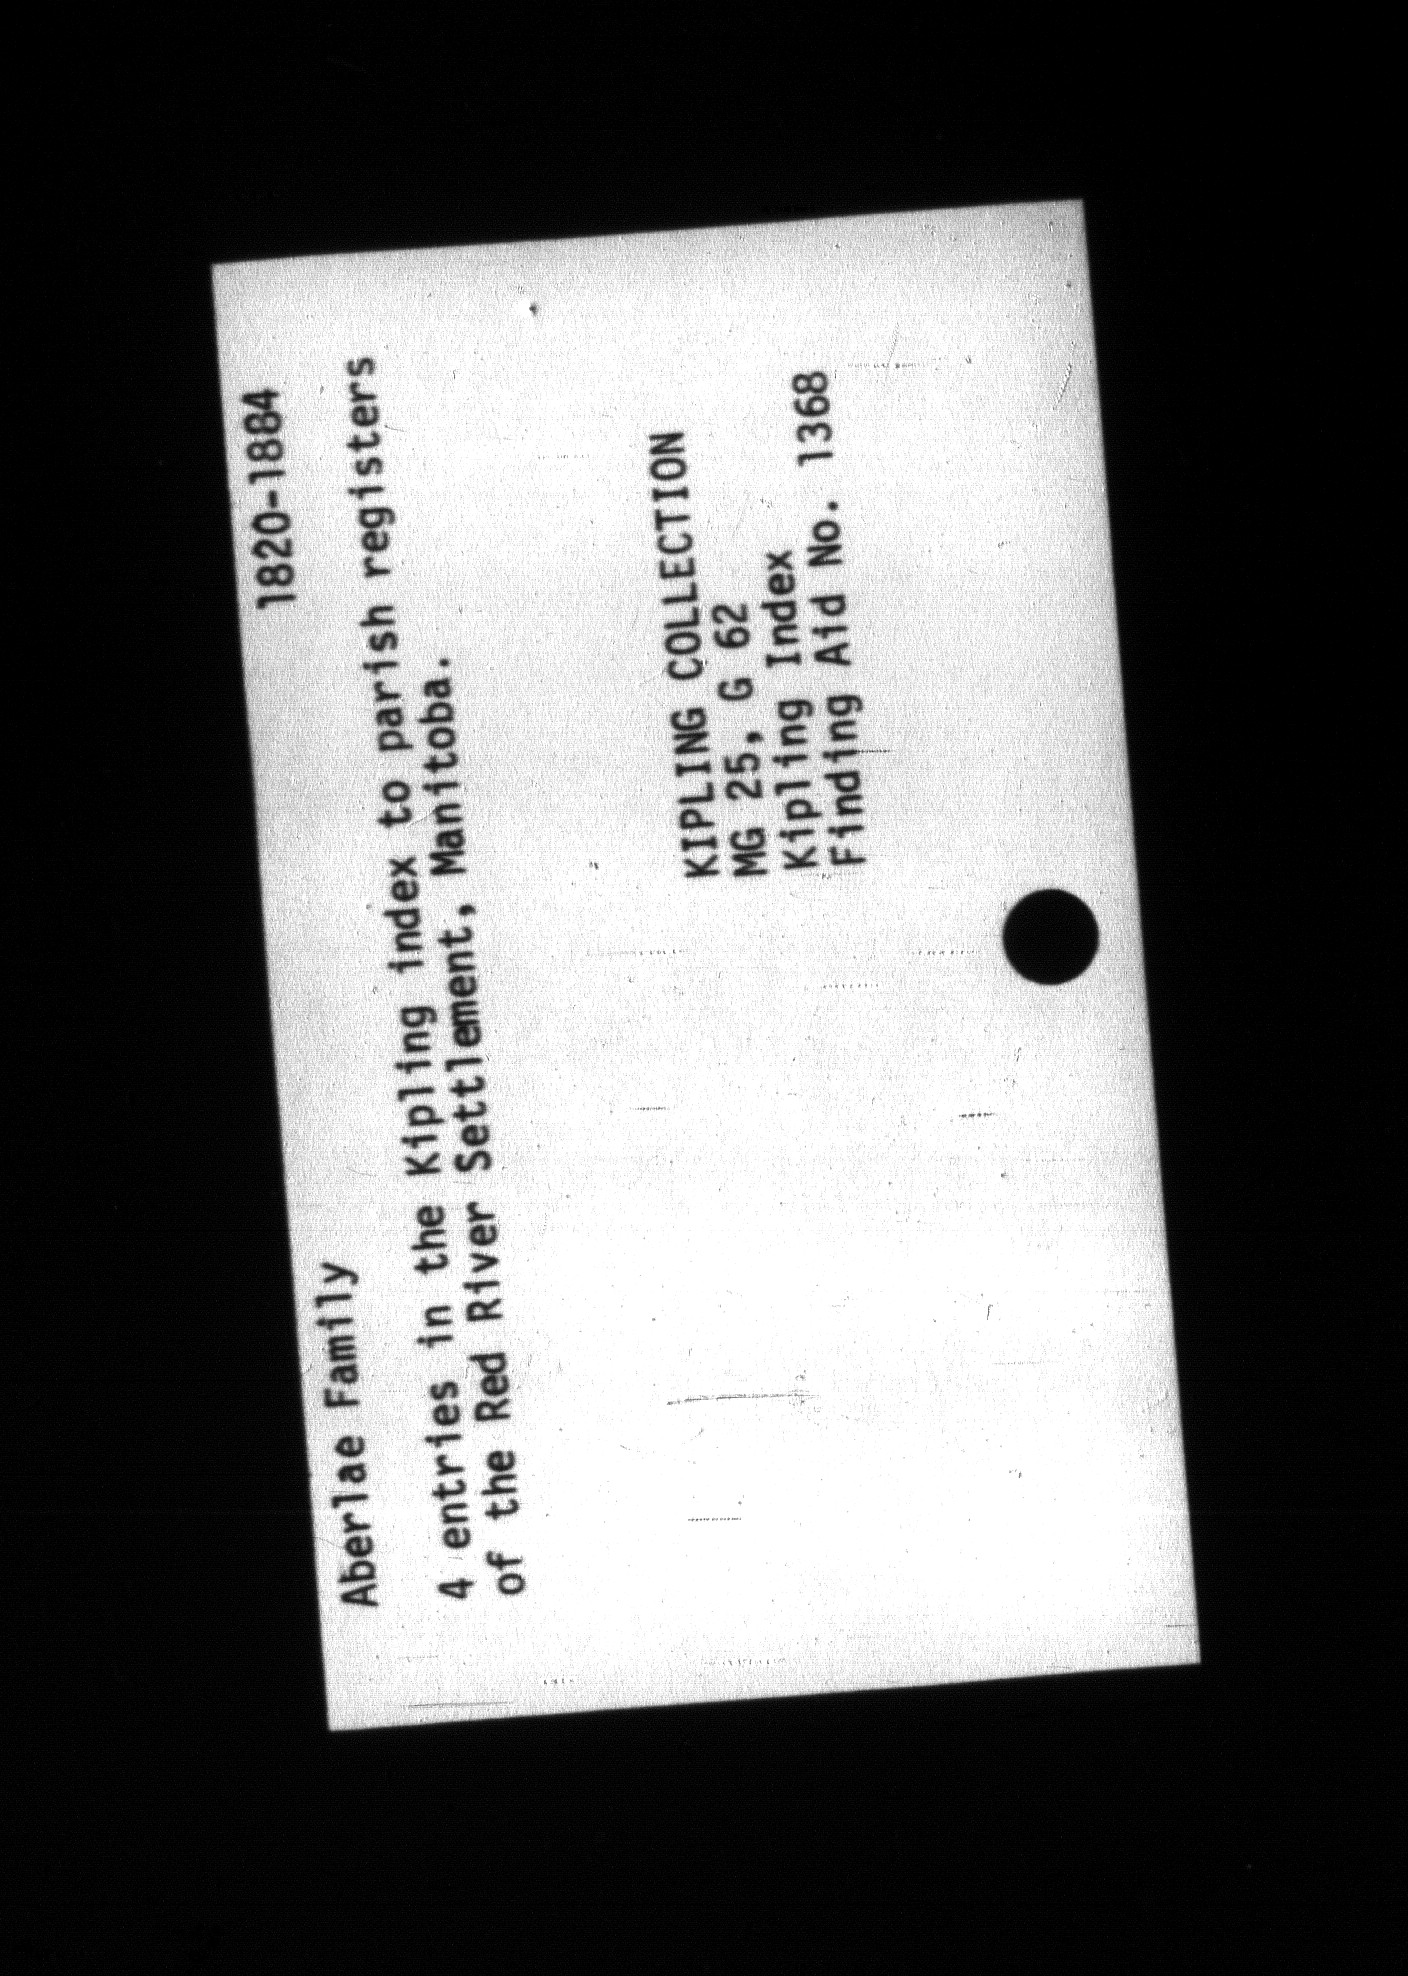 Aberlae Family 1820-1884
4 entries in the Kipling index to parish registers
of the Red River Settlement, Manitoba.
KIPLING COLLECTION
MG 25, G 62
Kipling Index
Finding Aid No. 1368